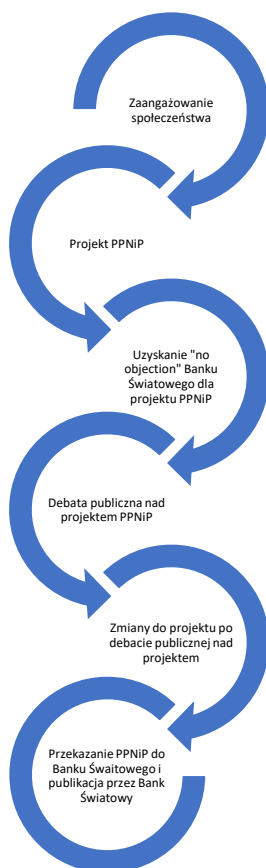 Zaangażowanie
społeczeństwa
Projekt PPNiP
Uzyskanie "no
objection" Banku
Światowego dla
projektu PPNiP
Debata publiczna nad
projektem PPNiP
Zmiany do projektu po
debacie publicznej nad
projektem
Przekazanie PPNiP do
Banku Śwaitowego i
publikacja przez Bank
Światowy